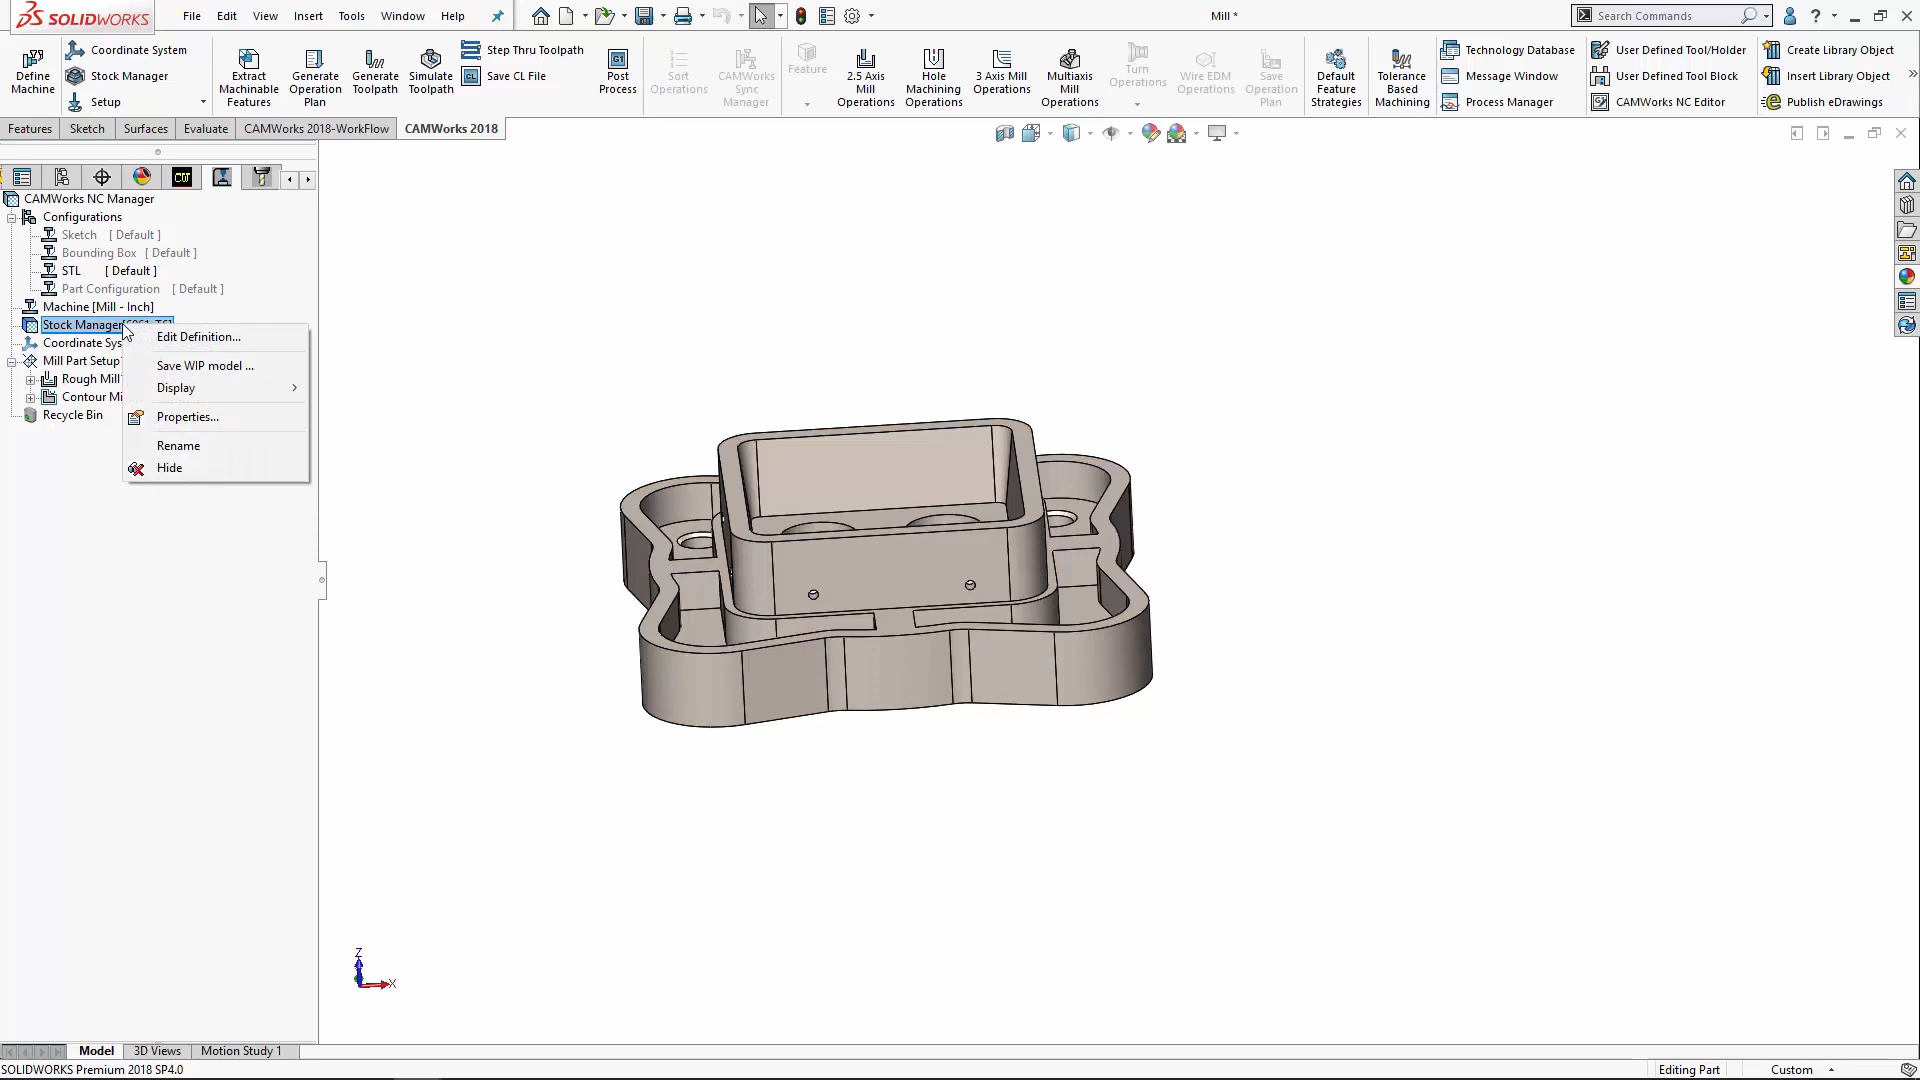 SOLIDWORKS
File Edit View Insert Tools Window Help
Mill *
Search Commands
Define Machine
Coordinate System
Stock Manager
Setup
Extract Machinable Features
Generate Operation Plan
Generate Toolpath
Simulate Toolpath
Step Thru Toolpath
CL Save CL File
G1 Post Process
Sort Operations
CAMWorks Sync Manager
Feature
2.5 Axis Mill Operations
Hole Machining Operations
3 Axis Mill Operations
Multiaxis Mill Operations
Turn Operations
Wire EDM Operations
Save Operation Plan
Default Feature Strategies
Tolerance Based Machining
Technology Database
Message Window
Process Manager
User Defined Tool/Holder
User Defined Tool Block
CAMWorks NC Editor
Create Library Object
Insert Library Object
Publish eDrawings
Features Sketch Surfaces Evaluate CAMWorks 2018-WorkFlow CAMWorks 2018
CAMWorks NC Manager
Configurations
Sketch [ Default ]
Bounding Box [ Default ]
STL [ Default ]
Part Configuration [ Default ]
Machine [Mill - Inch]
Stock Manager[6061-T6]
Coordinate Sys
Mill Part Setup
Rough Mill
Contour Mi
Recycle Bin
Edit Definition...
Save WIP model ...
Display
Properties...
Rename
Hide
Z
X
Model 3D Views Motion Study 1
SOLIDWORKS Premium 2018 SP4.0
Editing Part Custom